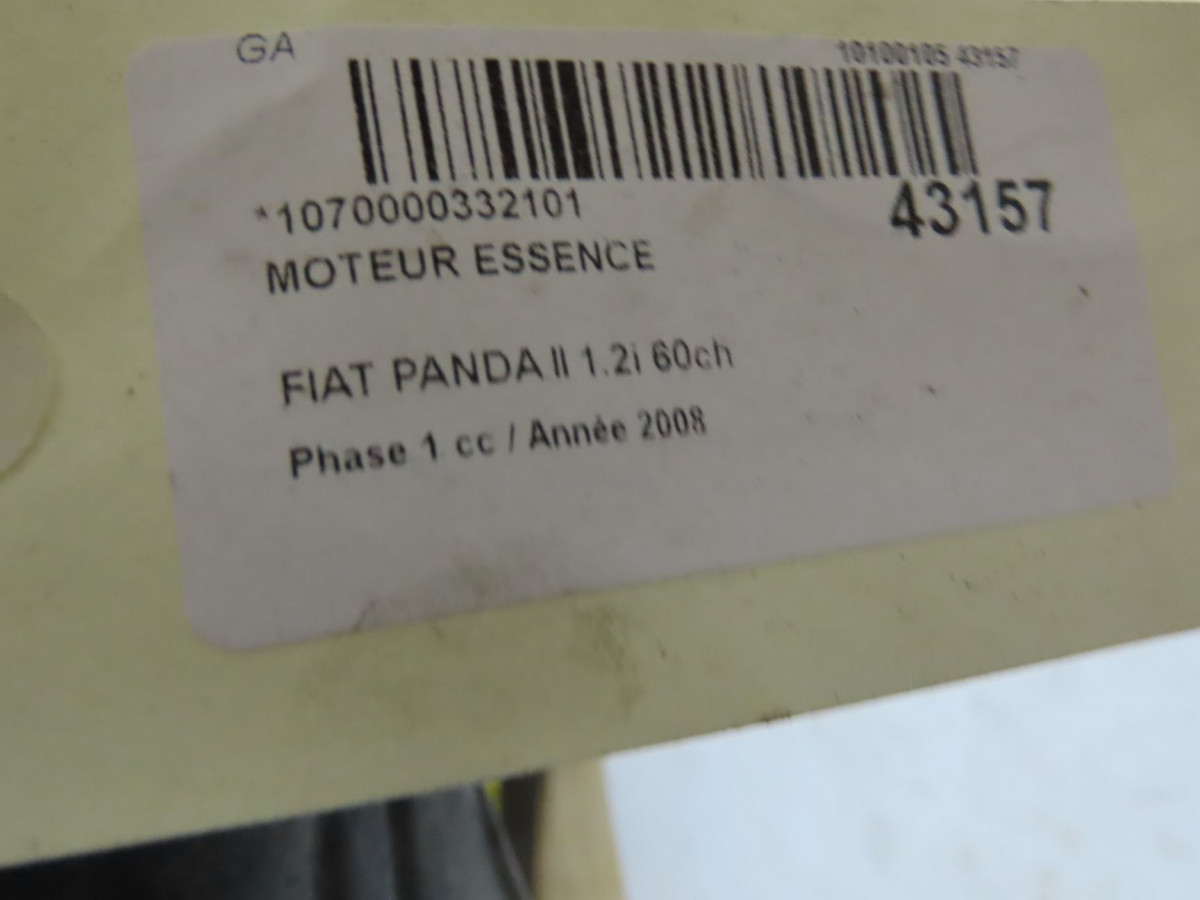 GA
10100105 43157
*1070000332101
43157
MOTEUR ESSENCE
FIAT PANDA II 1.2i 60ch
Phase 1 cc / Année 2008